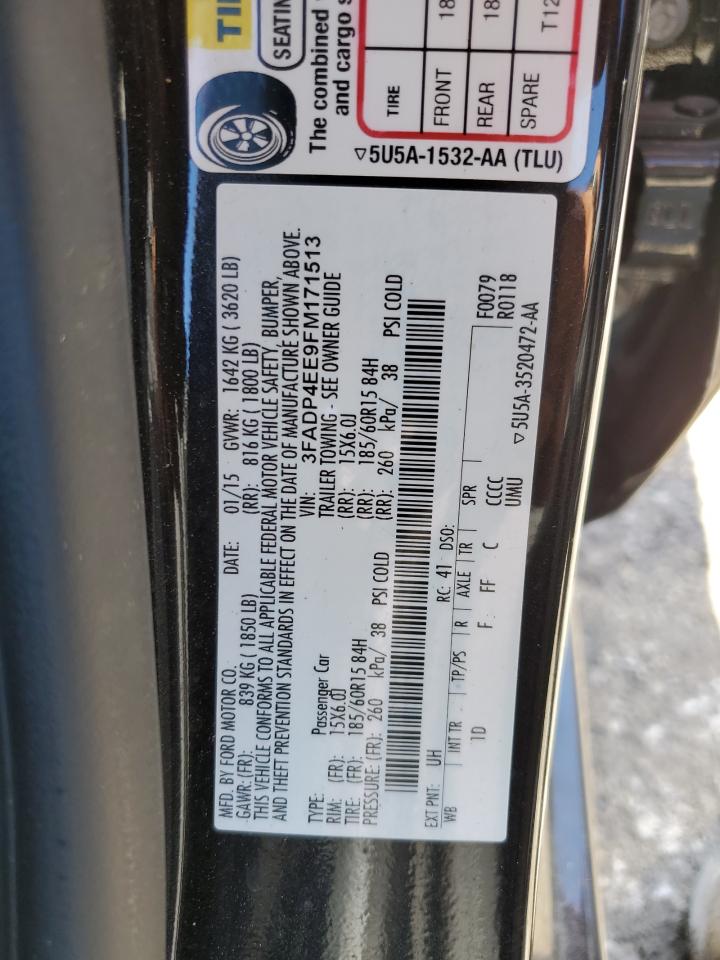 TI
SEATIN
The combined
and cargo s
TIRE
FRONT 18
REAR 18
SPARE T12
▽5U5A-1532-AA (TLU)
MFD. BY FORD MOTOR CO.
DATE: 01/15 GVWR: 1642 KG ( 3620 LB)
GAWR: (FR): 839 KG ( 1850 LB) (RR): 816 KG ( 1800 LB)
THIS VEHICLE CONFORMS TO ALL APPLICABLE FEDERAL MOTOR VEHICLE SAFETY, BUMPER,
AND THEFT PREVENTION STANDARDS IN EFFECT ON THE DATE OF MANUFACTURE SHOWN ABOVE.
VIN: 3FADP4EE9FM171513
TYPE: Passenger Car TRAILER TOWING - SEE OWNER GUIDE
RIM: (FR): 15X6.0J (RR): 15X6.0J
TIRE: (FR): 185/60R15 84H (RR): 185/60R15 84H
PRESSURE: (FR): 260 kPa/ 38 PSI COLD (RR): 260 kPa/ 38 PSI COLD
EXT PNT: UH RC: 41 DSO: F0079
WB INT TR TP/PS R AXLE TR SPR R0118
1D F FF C CCCC
UMU
▽5U5A-3520472-AA